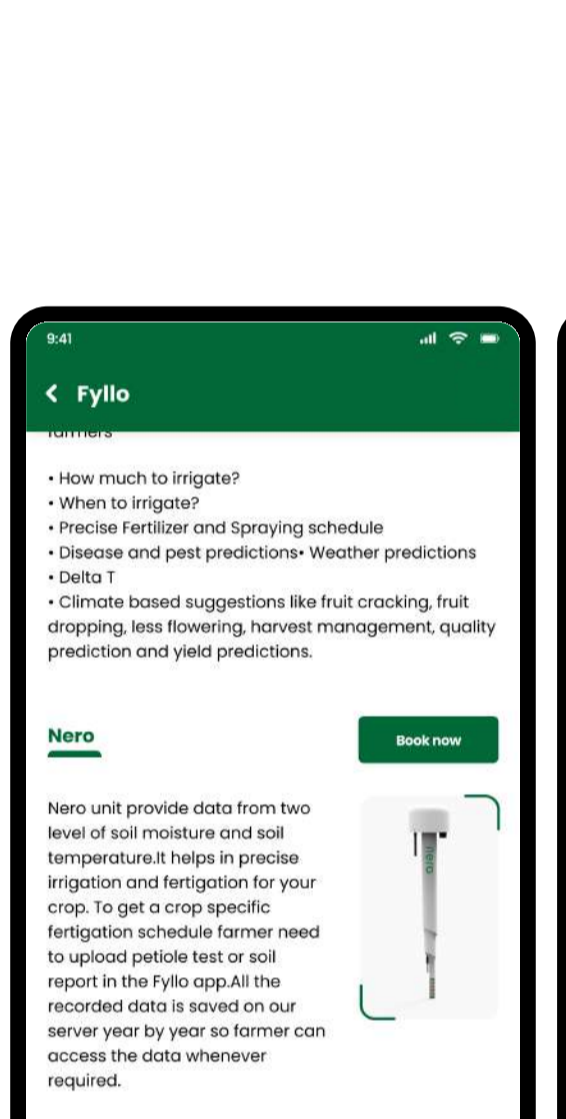 9:41
Fyllo
farmers
• How much to irrigate?
• When to irrigate?
• Precise Fertilizer and Spraying schedule
• Disease and pest predictions• Weather predictions
• Delta T
• Climate based suggestions like fruit cracking, fruit
dropping, less flowering, harvest management, quality
prediction and yield predictions.
Nero
Book now
Nero unit provide data from two
level of soil moisture and soil
temperature.It helps in precise
irrigation and fertigation for your
crop. To get a crop specific
fertigation schedule farmer need
to upload petiole test or soil
report in the Fyllo app.All the
recorded data is saved on our
server year by year so farmer can
access the data whenever
required.
nero